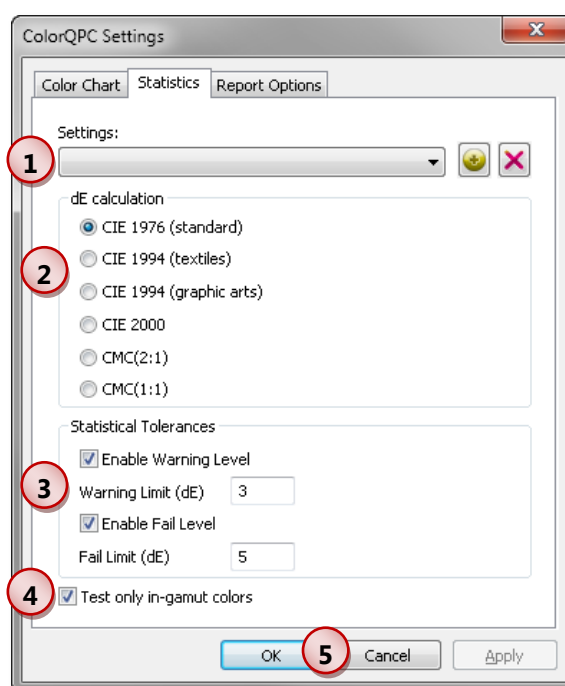 ColorQPC Settings
Color Chart Statistics Report Options
Settings:
1
dE calculation
CIE 1976 (standard)
CIE 1994 (textiles)
2
CIE 1994 (graphic arts)
CIE 2000
CMC(2:1)
CMC(1:1)
Statistical Tolerances
Enable Warning Level
3 Warning Limit (dE) 3
Enable Fail Level
Fail Limit (dE) 5
4 Test only in-gamut colors
OK 5 Cancel Apply